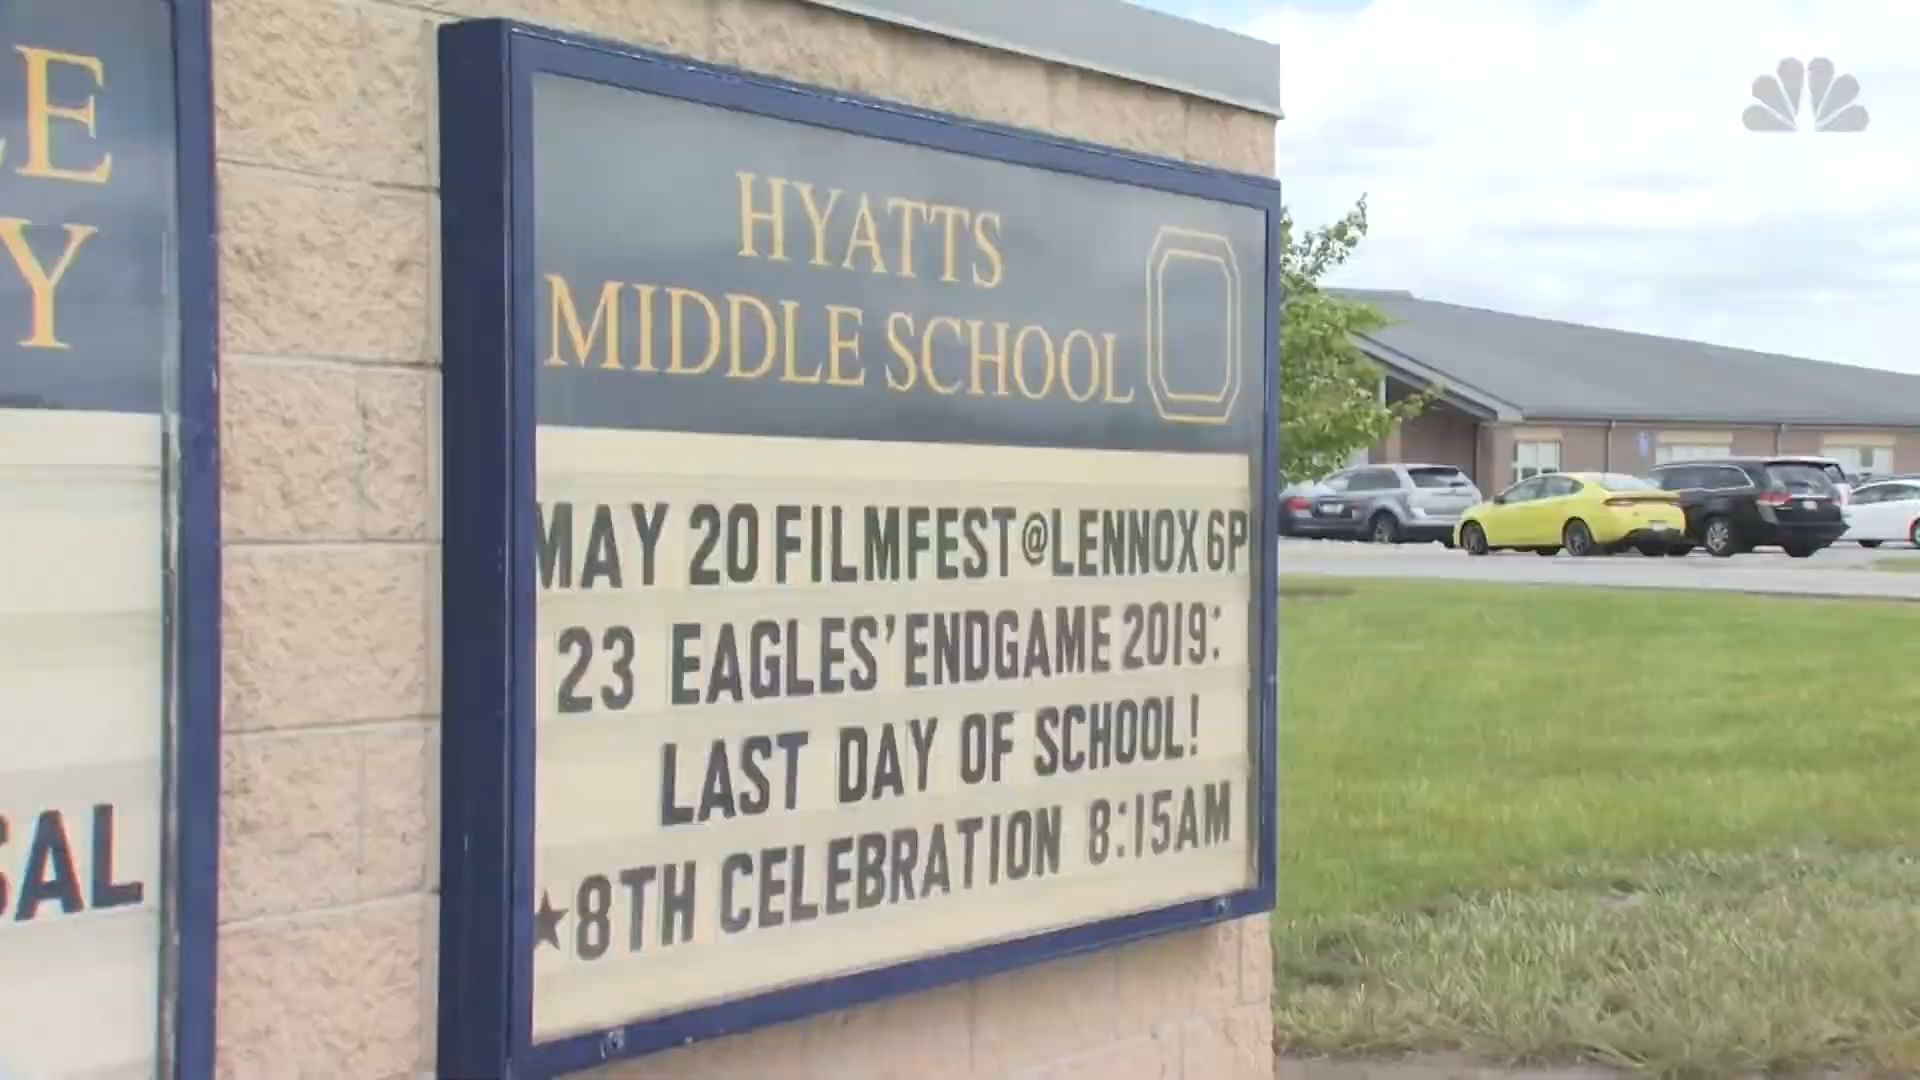 E
Y
SAL
HYATTS
MIDDLE SCHOOL
MAY 20 FILMFEST@LENNOX 6P
23 EAGLES' ENDGAME 2019:
LAST DAY OF SCHOOL!
★8TH CELEBRATION 8:15AM